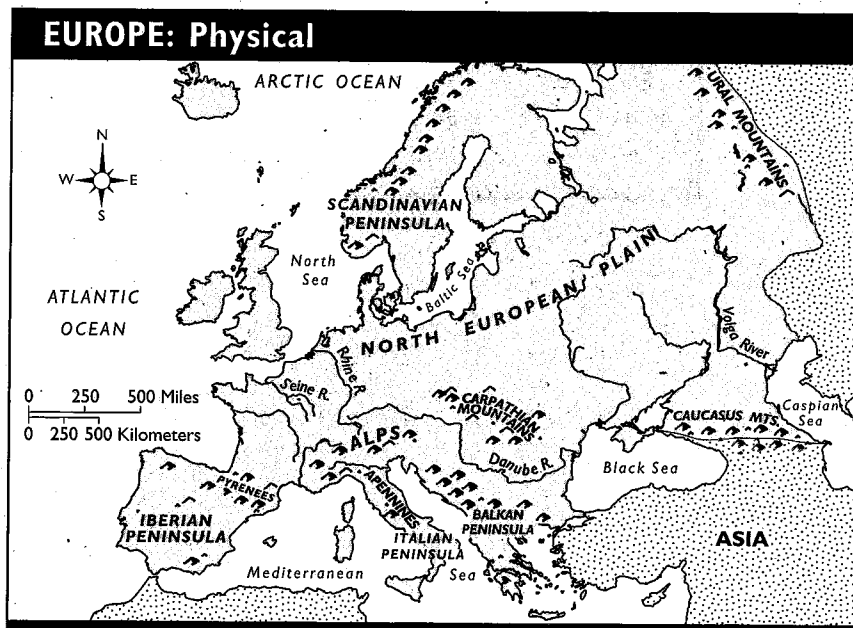 EUROPE: Physical
ARCTIC OCEAN
URAL MOUNTAINS
N
W
E
S
SCANDINAVIAN
PENINSULA
North
Sea
Baltic Sea
ATLANTIC
OCEAN
NORTH EUROPEAN PLAIN
Volga River
Rhine R.
Seine R.
0 250 500 Miles
0 250 500 Kilometers
CARPATHIAN
MOUNTAINS
CAUCASUS MTS.
Caspian
Sea
ALPS
Danube R.
Black Sea
PYRENEES
APENNINES
IBERIAN
PENINSULA
BALKAN
PENINSULA
ITALIAN
PENINSULA
ASIA
Mediterranean
Sea